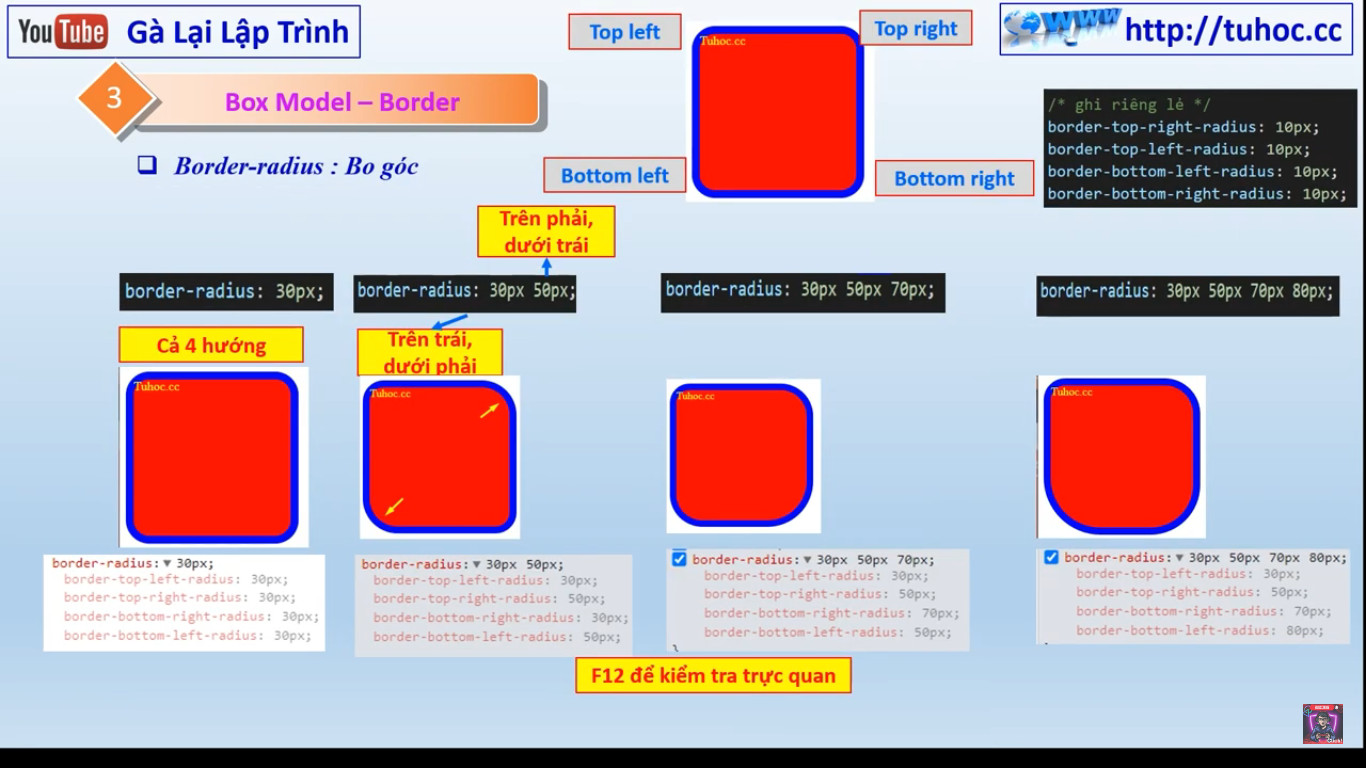 YouTube Gà Lại Lập Trình
http://tuhoc.cc
Top left
Top right
Tuhoc.cc
Bottom left
Bottom right
3
Box Model – Border
Border-radius : Bo góc
/* ghi riêng lẻ */
border-top-right-radius: 10px;
border-top-left-radius: 10px;
border-bottom-left-radius: 10px;
border-bottom-right-radius: 10px;
border-radius: 30px;
Cả 4 hướng
Tuhoc.cc
border-radius: 30px;
border-top-left-radius: 30px;
border-top-right-radius: 30px;
border-bottom-right-radius: 30px;
border-bottom-left-radius: 30px;
Trên phải,
dưới trái
border-radius: 30px 50px;
Trên trái,
dưới phải
Tuhoc.cc
border-radius: 30px 50px;
border-top-left-radius: 30px;
border-top-right-radius: 50px;
border-bottom-right-radius: 30px;
border-bottom-left-radius: 50px;
border-radius: 30px 50px 70px;
Tuhoc.cc
border-radius: 30px 50px 70px;
border-top-left-radius: 30px;
border-top-right-radius: 50px;
border-bottom-right-radius: 70px;
border-bottom-left-radius: 50px;
border-radius: 30px 50px 70px 80px;
Tuhoc.cc
border-radius: 30px 50px 70px 80px;
border-top-left-radius: 30px;
border-top-right-radius: 50px;
border-bottom-right-radius: 70px;
border-bottom-left-radius: 80px;
F12 để kiểm tra trực quan